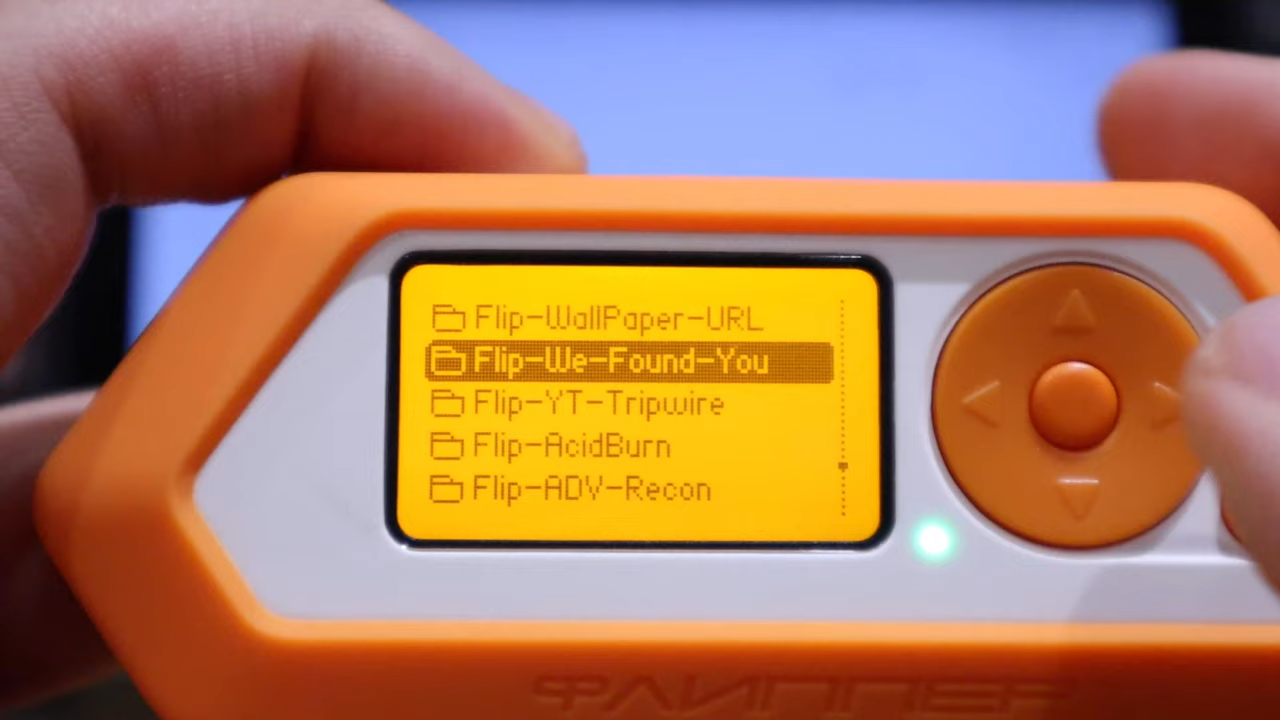 Flip-WallPaper-URL
Flip-We-Found-You
Flip-YT-Tripwire
Flip-AcidBurn
Flip-ADV-Recon
ФЛИППЕР